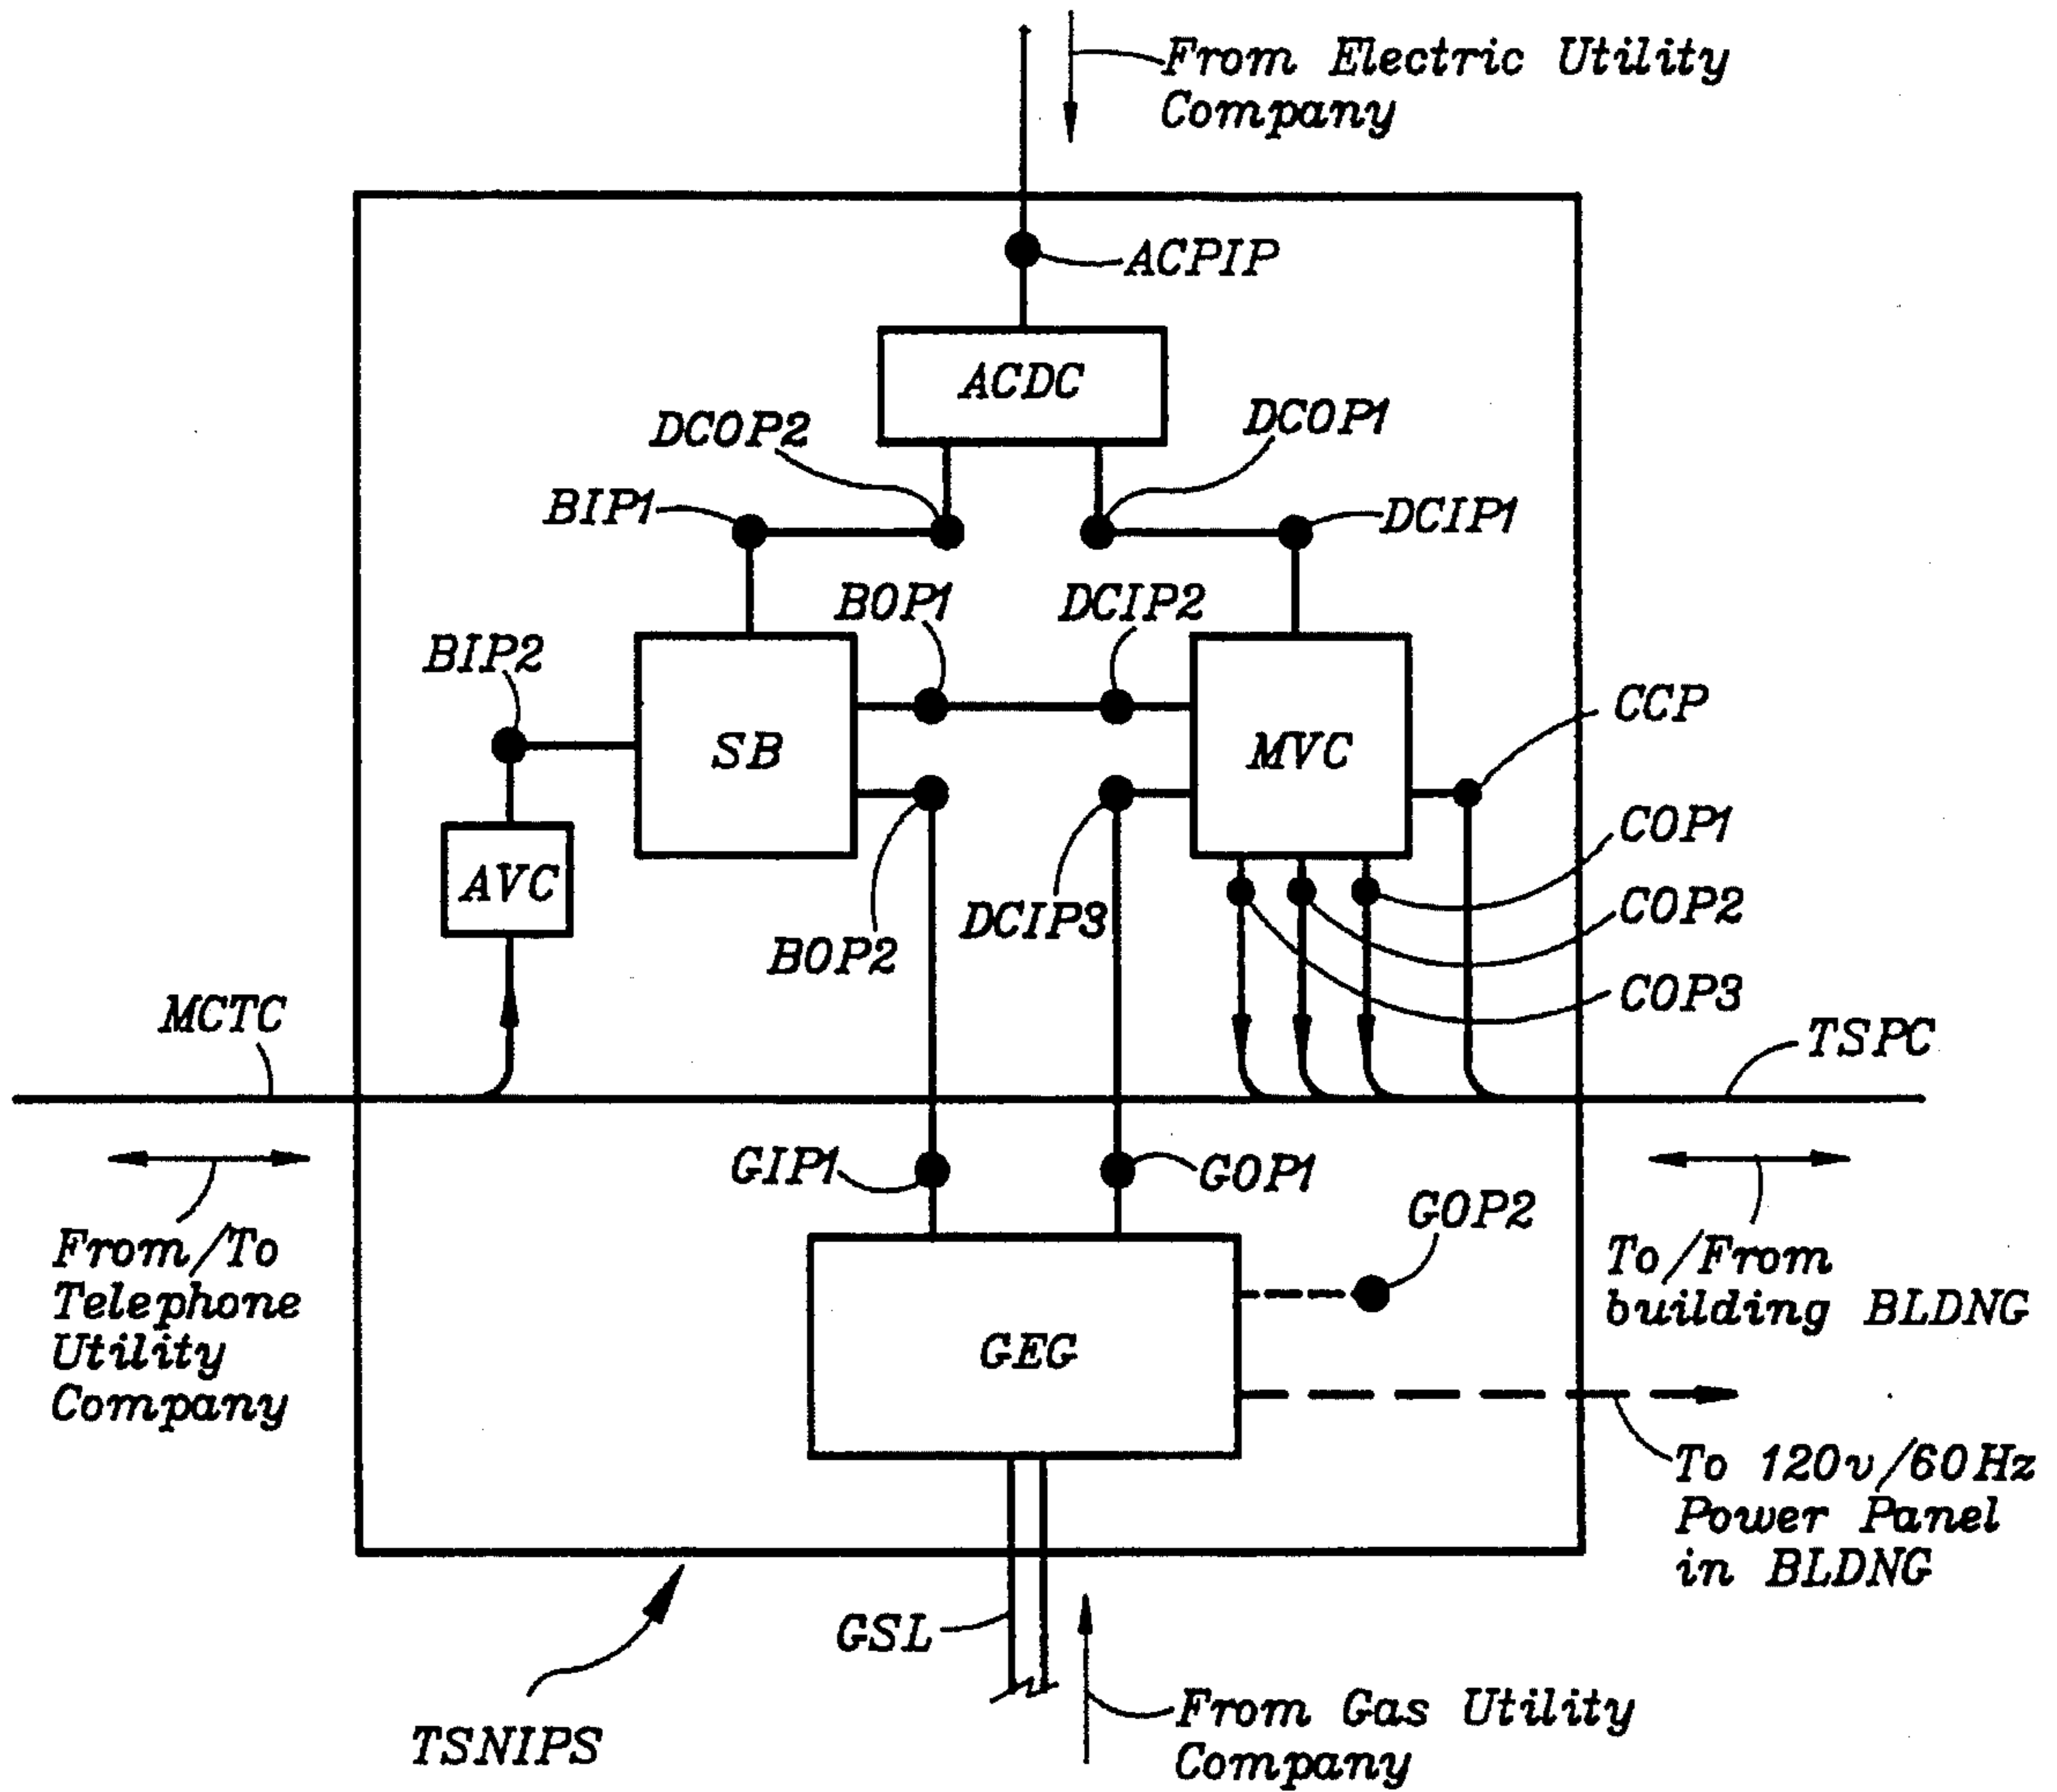 From Electric Utility
Company
ACPIP
ACDC
DCOP2
DCOP1
BIP1
DCIP1
BOP1
DCIP2
BIP2
SB
MVC
CCP
AVC
COP1
COP2
COP3
BOP2
DCIP3
MCTC
TSPC
GIP1
GOP1
GOP2
From/To
Telephone
Utility
Company
To/From
building BLDNG
GEG
To 120v/60Hz
Power Panel
in BLDNG
GSL
TSNIPS
From Gas Utility
Company